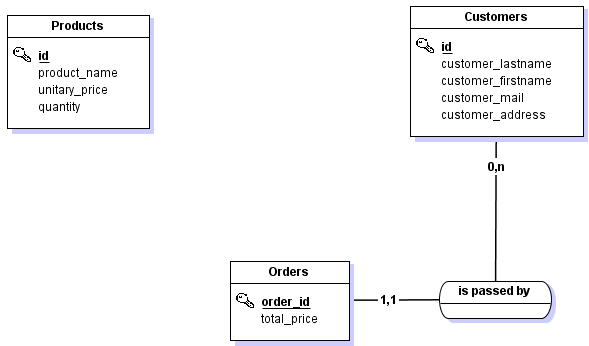 Products
id
product_name
unitary_price
quantity
Customers
id
customer_lastname
customer_firstname
customer_mail
customer_address
0,n
Orders
order_id
total_price
1,1
is passed by